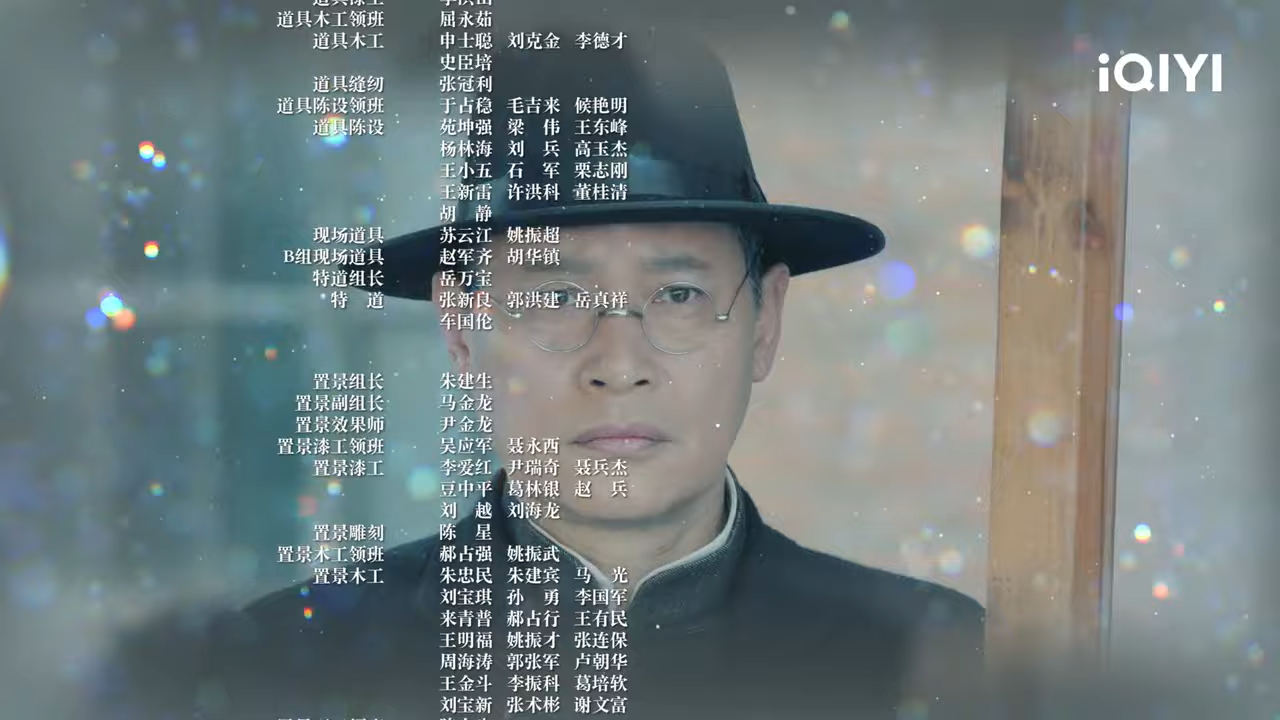 iQIYI
道具木工领班 屈永茹
道具木工 申士聪 刘克金 李德才
史臣培
道具缝纫 张冠利
道具陈设领班 于占稳 毛吉来 候艳明
道具陈设 苑坤强 梁 伟 王东峰
杨林海 刘 兵 高玉杰
王小五 石 军 栗志刚
王新雷 许洪科 董桂清
胡 静
现场道具 苏云江 姚振超
B组现场道具 赵军齐 胡华镇
特道组长 岳万宝
特 道 张新良 郭洪建 岳真祥
车国伦
置景组长 朱建生
置景副组长 马金龙
置景效果师 尹金龙
置景漆工领班 吴应军 聂永西
置景漆工 李爱红 尹瑞奇 聂兵杰
豆中平 葛林银 赵 兵
刘 越 刘海龙
置景雕刻 陈 星
置景木工领班 郝占强 姚振武
置景木工 朱忠民 朱建宾 马 光
刘宝琪 孙 勇 李国军
来青普 郝占行 王有民
王明福 姚振才 张连保
周海涛 郭张军 卢朝华
王金斗 李振科 葛培软
刘宝新 张术彬 谢文富